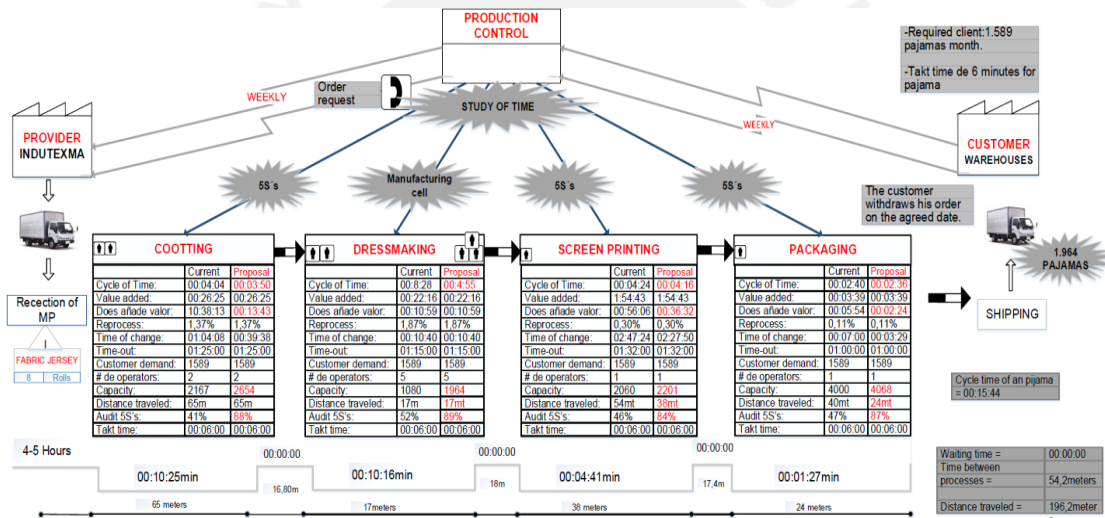 PRODUCTION
CONTROL
-Required client:1.589
pajamas month.
-Takt time de 6 minutes for
pajama
Order
request
WEEKLY
STUDY OF TIME
WEEKLY
PROVIDER
INDUTEXMA
CUSTOMER
WAREHOUSES
5S´s
Manufacturing
cell
5S´s
5S´s
The customer
withdraws his order
on the agreed date.
1.964
PAJAMAS
COOTTING
Current Proposal
Cycle of Time: 00:04:04 00:03:50
Value added: 00:26:25 00:26:25
Does añade valor: 10:38:13 00:13:43
Reprocess: 1,37% 1,37%
Time of change: 01:04:08 00:39:38
Time-out: 01:25:00 01:25:00
Customer demand: 1589 1589
# de operators: 2 2
Capacity: 2167 2654
Distance traveled: 65m 65m
Audit 5S's: 41% 88%
Takt time: 00:06:00 00:06:00
DRESSMAKING
Current Proposal
Cycle of Time: 00:8:28 00:4:55
Value added: 00:22:16 00:22:16
Does añade valor: 00:10:59 00:10:59
Reprocess: 1,87% 1,87%
Time of change: 00:10:40 00:10:40
Time-out: 01:15:00 01:15:00
Customer demand: 1589 1589
# de operators: 5 5
Capacity: 1080 1964
Distance traveled: 17m 17mt
Audit 5S's: 52% 89%
Takt time: 00:06:00 00:06:00
SCREEN PRINTING
Current Proposal
Cycle of Time: 00:04:24 00:04:16
Value added: 1:54:43 1:54:43
Does añade valor: 00:56:06 00:36:32
Reprocess: 0,30% 0,30%
Time of change: 02:47:24 02:27:50
Time-out: 01:32:00 01:32:00
Customer demand: 1589 1589
# de operators: 1 1
Capacity: 2060 2201
Distance traveled: 54mt 38mt
Audit 5S's: 46% 84%
Takt time: 00:06:00 00:06:00
PACKAGING
Current Proposal
Cycle of Time: 00:02:40 00:02:36
Value added: 00:03:39 00:03:39
Does añade valor: 00:05:54 00:02:24
Reprocess: 0,11% 0,11%
Time of change: 00:07:00 00:03:29
Time-out: 01:00:00 01:00:00
Customer demand: 1589 1589
# de operators: 1 1
Capacity: 4000 4068
Distance traveled: 40mt 24mt
Audit 5S's: 47% 87%
Takt time: 00:06:00 00:06:00
Recection of
MP
I
FABRIC JERSEY
8 Rolls
SHIPPING
Cycle time of an pijama
= 00:15:44
4-5 Hours
00:10:25min
00:00:00
16,80m
00:10:16min
00:00:00
18m
00:04:41min
00:00:00
17,4m
00:01:27min
65 meters
17meters
38 meters
24 meters
Waiting time = 00:00:00
Time between
processes = 54,2meters
Distance traveled = 196,2meter